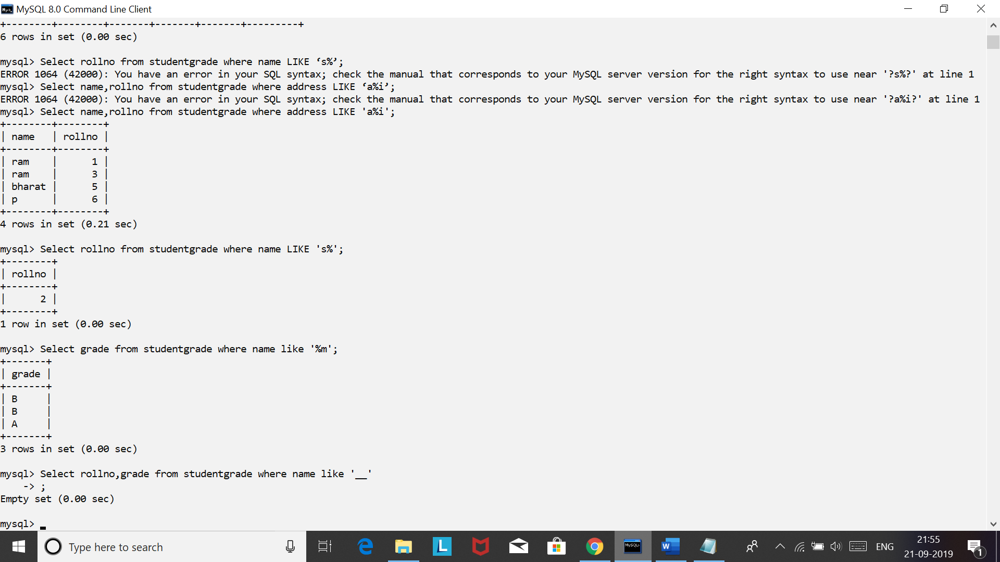 MySQL 8.0 Command Line Client
+--------+--------+-------+-------+-------+---------+
6 rows in set (0.00 sec)
mysql> Select rollno from studentgrade where name LIKE ‘s%’;
ERROR 1064 (42000): You have an error in your SQL syntax; check the manual that corresponds to your MySQL server version for the right syntax to use near '?s%?' at line 1
mysql> Select name,rollno from studentgrade where address LIKE ‘a%i’;
ERROR 1064 (42000): You have an error in your SQL syntax; check the manual that corresponds to your MySQL server version for the right syntax to use near '?a%i?' at line 1
mysql> Select name,rollno from studentgrade where address LIKE 'a%i';
+--------+--------+
| name   | rollno |
+--------+--------+
| ram    |      1 |
| ram    |      3 |
| bharat |      5 |
| p      |      6 |
+--------+--------+
4 rows in set (0.21 sec)
mysql> Select rollno from studentgrade where name LIKE 's%';
+--------+
| rollno |
+--------+
|      2 |
+--------+
1 row in set (0.00 sec)
mysql> Select grade from studentgrade where name like '%m';
+-------+
| grade |
+-------+
| B     |
| B     |
| A     |
+-------+
3 rows in set (0.00 sec)
mysql> Select rollno,grade from studentgrade where name like '__'
    -> ;
Empty set (0.00 sec)
mysql>
Type here to search
L
MySQL>
W
ENG
21:55
21-09-2019
1